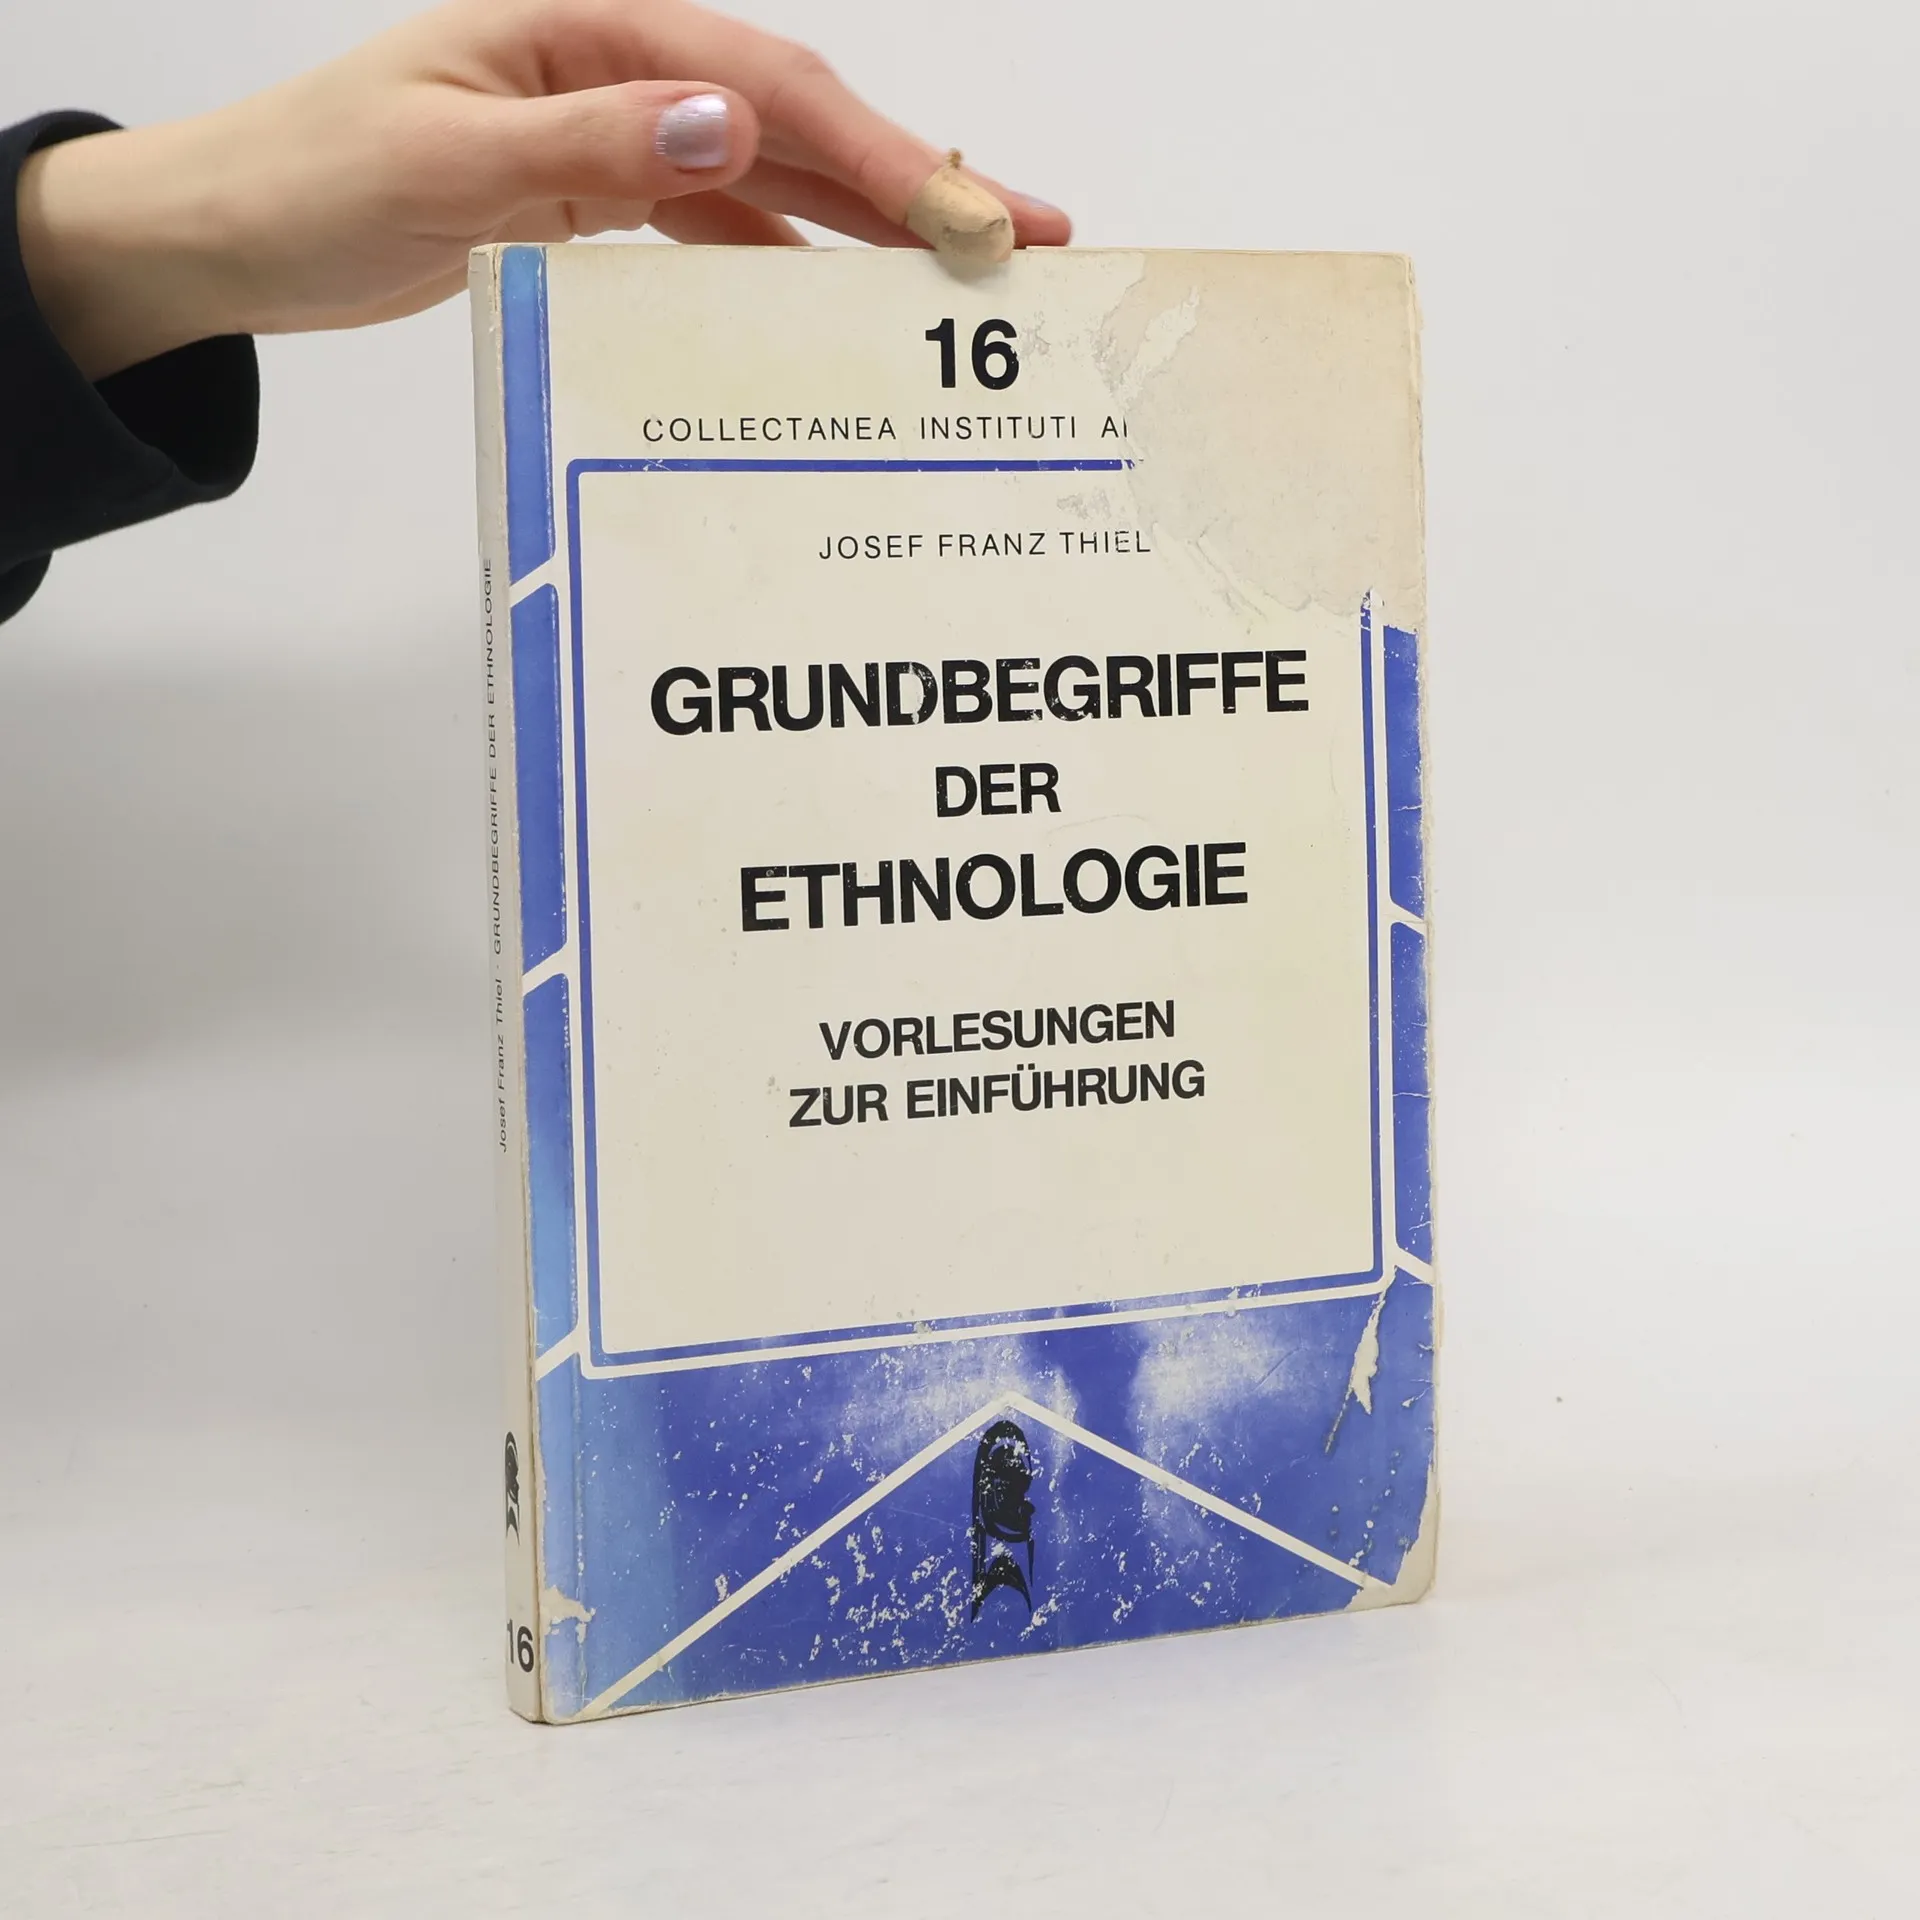 16
COLLECTANEA INSTITUTI
JOSEF FRANZ THIEL
GRUNDBEGRIFFE
DER
ETHNOLOGIE
VORLESUNGEN
ZUR EINFÜHRUNG
Josef Franz Thiel · GRUNDBEGRIFFE DER ETHNOLOGIE
16